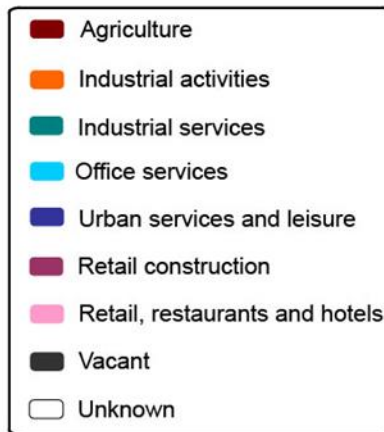 Agriculture
Industrial activities
Industrial services
Office services
Urban services and leisure
Retail construction
Retail, restaurants and hotels
Vacant
Unknown